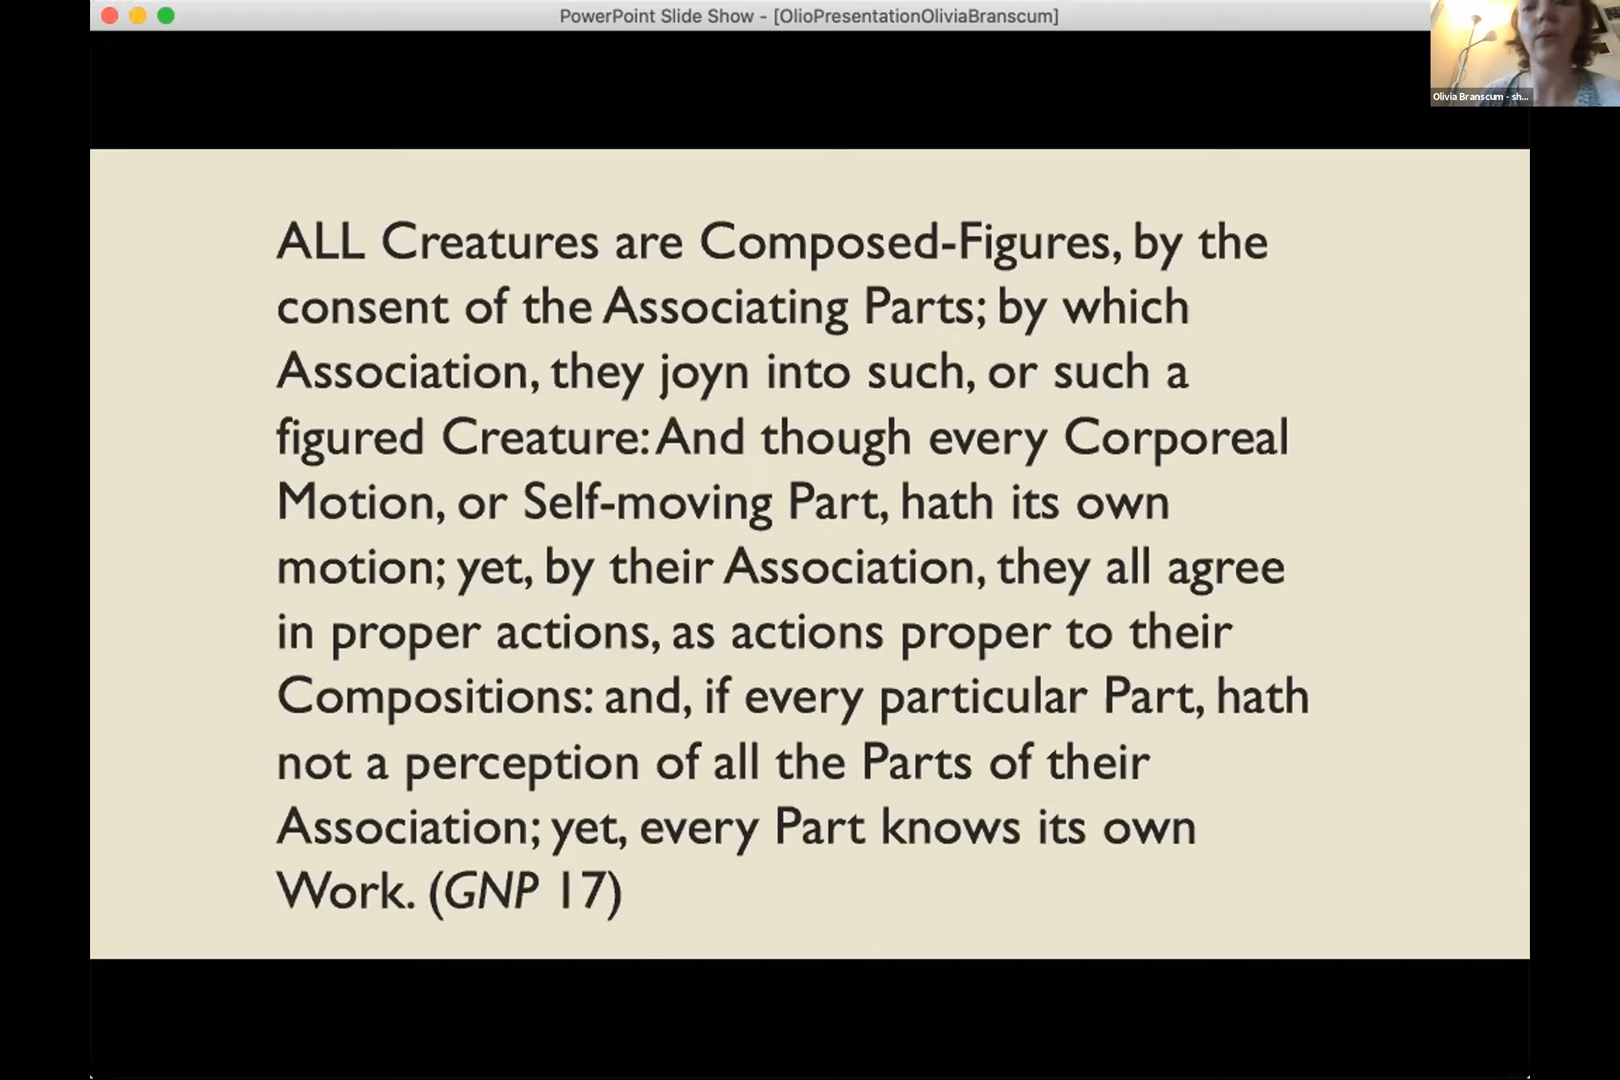 PowerPoint Slide Show - [OlioPresentationOliviaBranscum]
Olivia Branscum - sh...
ALL Creatures are Composed-Figures, by the
consent of the Associating Parts; by which
Association, they joyn into such, or such a
figured Creature: And though every Corporeal
Motion, or Self-moving Part, hath its own
motion; yet, by their Association, they all agree
in proper actions, as actions proper to their
Compositions: and, if every particular Part, hath
not a perception of all the Parts of their
Association; yet, every Part knows its own
Work. (GNP 17)